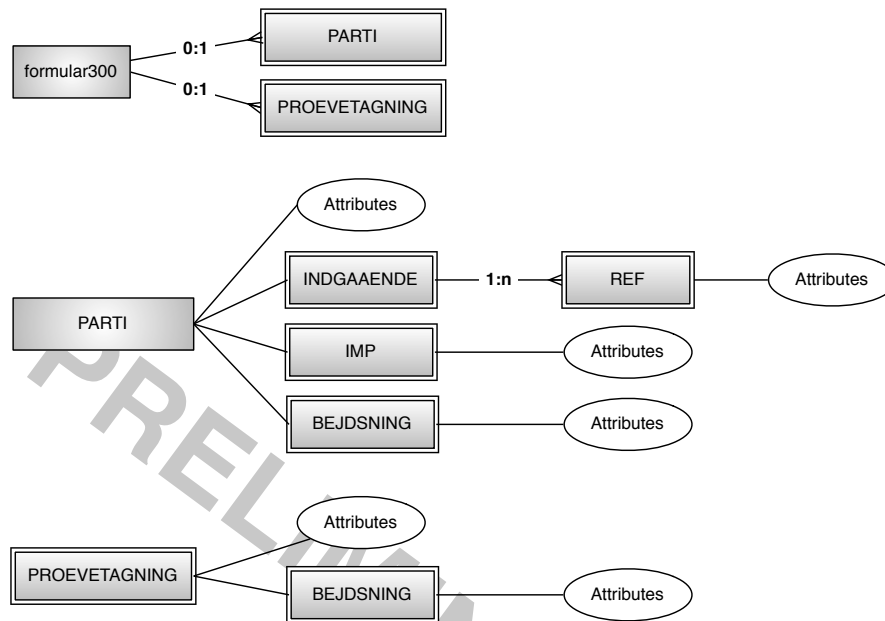 PARTI
0:1
formular300
0:1
PROEVETAGNING
Attributes
INDGAAENDE
1:n
REF
Attributes
PARTI
IMP
Attributes
BEJDSNING
Attributes
Attributes
PROEVETAGNING
BEJDSNING
Attributes